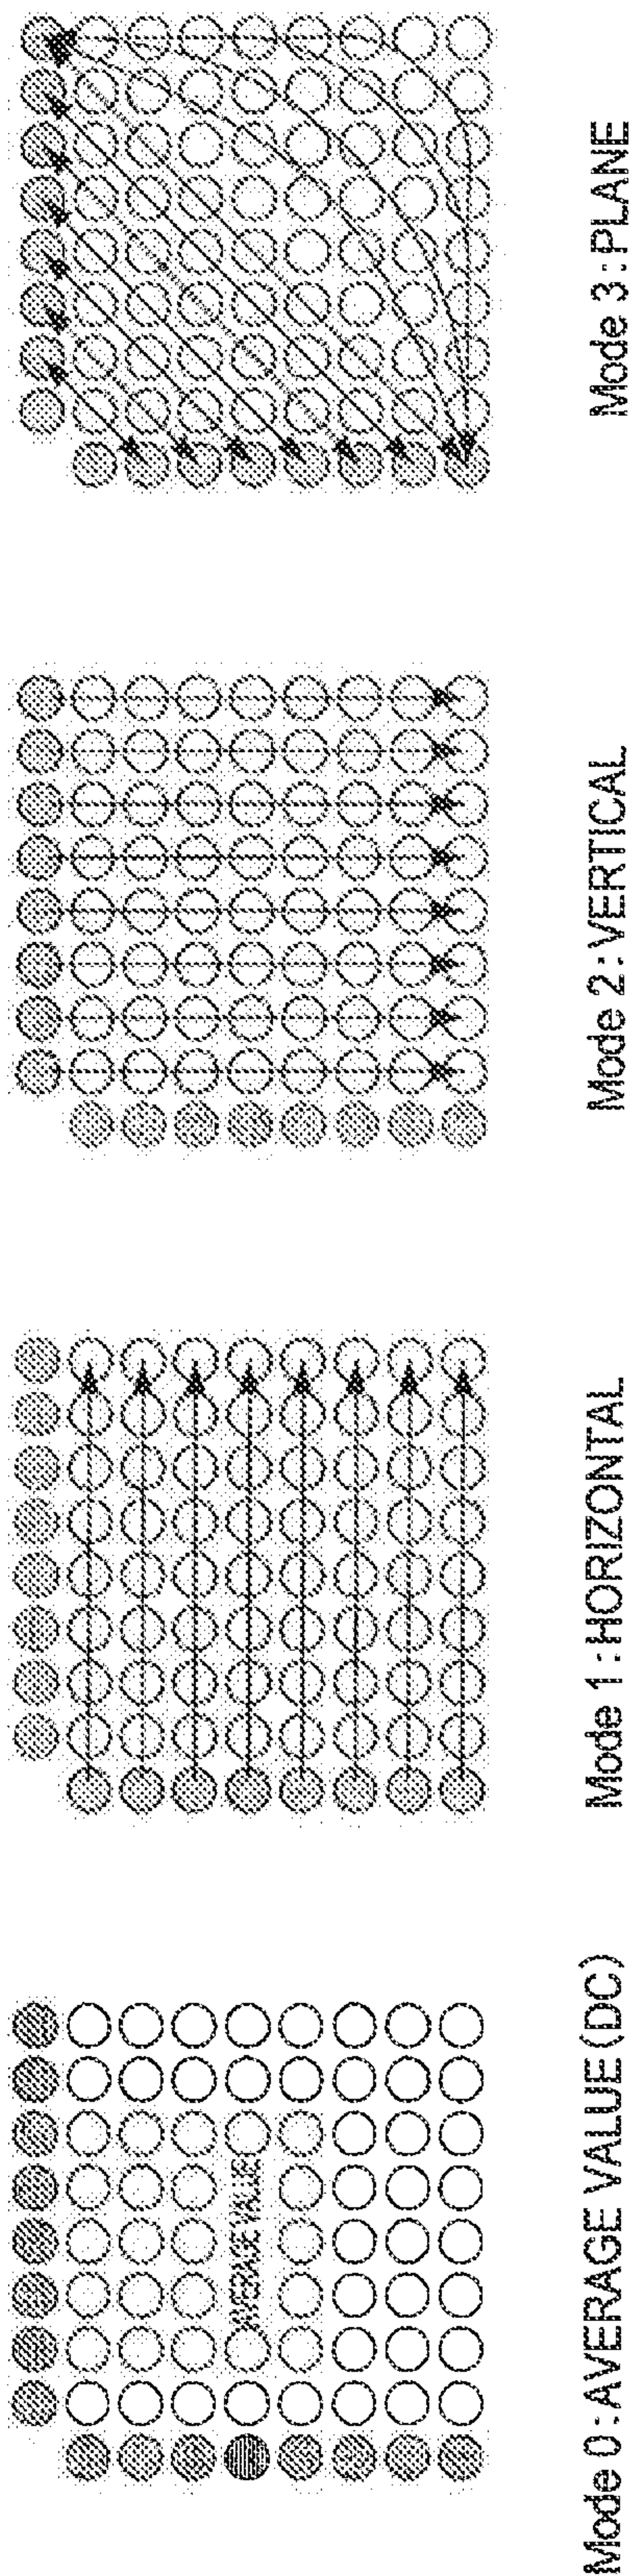 AVERAGE VALUE
Mode 0 : AVERAGE VALUE (DC)
Mode 1 : HORIZONTAL
Mode 2 : VERTICAL
Mode 3 : PLANE